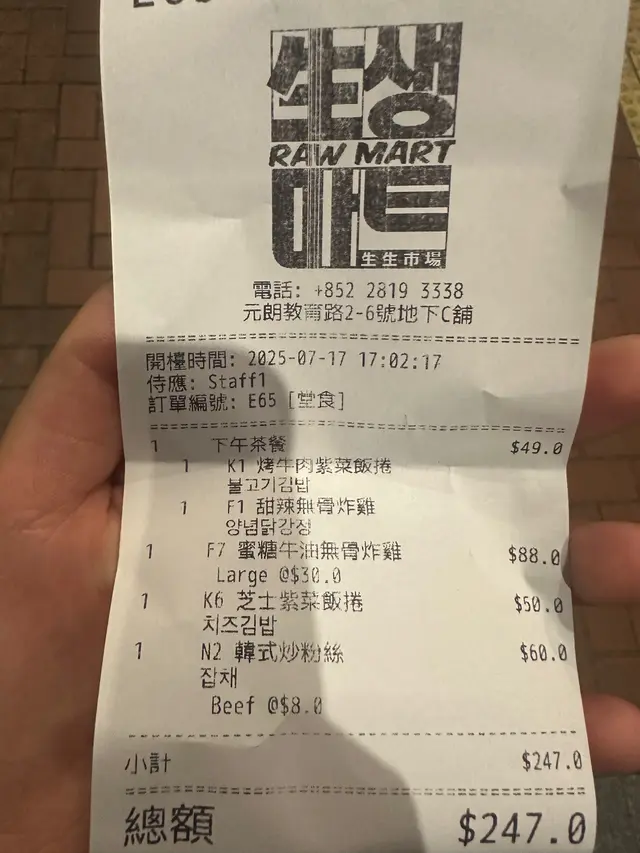 生생
RAW MART
마트
生生市場
電話: +852 2819 3338
元朗教育路2-6號地下C舖
開檯時間: 2025-07-17 17:02:17
侍應: Staff1
訂單編號: E65 [堂食]
1 下午茶餐 $49.0
1 K1 烤牛肉紫菜飯捲
불고기김밥
1 F1 甜辣無骨炸雞
양념닭강정
1 F7 蜜糖牛油無骨炸雞 $88.0
Large @$30.0
1 K6 芝士紫菜飯捲 $50.0
치즈김밥
1 N2 韓式炒粉絲 $60.0
잡채
Beef @$8.0
小計 $247.0
總額 $247.0